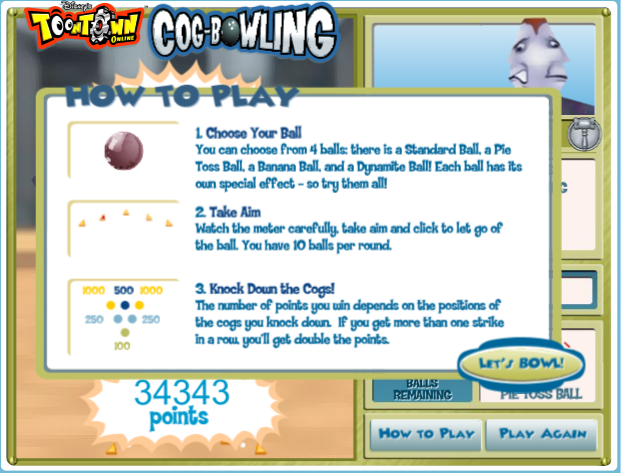 Disney's
TOONTOWN
ONLINE
COG-BOWLING
HOW TO PLAY
1. Choose Your Ball
You can choose from 4 balls: there is a Standard Ball, a Pie
Toss Ball, a Banana Ball, and a Dynamite Ball! Each ball has its
own special effect - so try them all!
2. Take Aim
Watch the meter carefully, take aim and click to let go of
the ball. You have 10 balls per round.
1000 500 1000
250 250
100
3. Knock Down the Cogs!
The number of points you win depends on the positions of
the cogs you knock down. If you get more than one strike
in a row, you'll get double the points.
LET'S BOWL!
34343
points
BALLS
REMAINING
PIE TOSS BALL
HOW TO PLAY
PLAY AGAIN